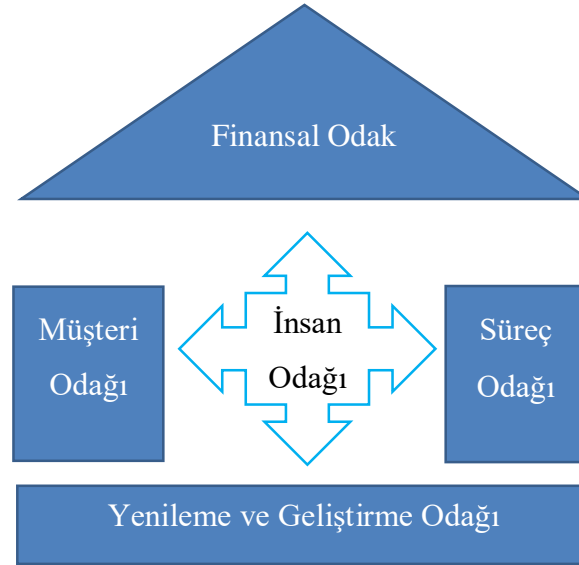 Finansal Odak
Müşteri
Odağı
İnsan
Odağı
Süreç
Odağı
Yenileme ve Geliştirme Odağı